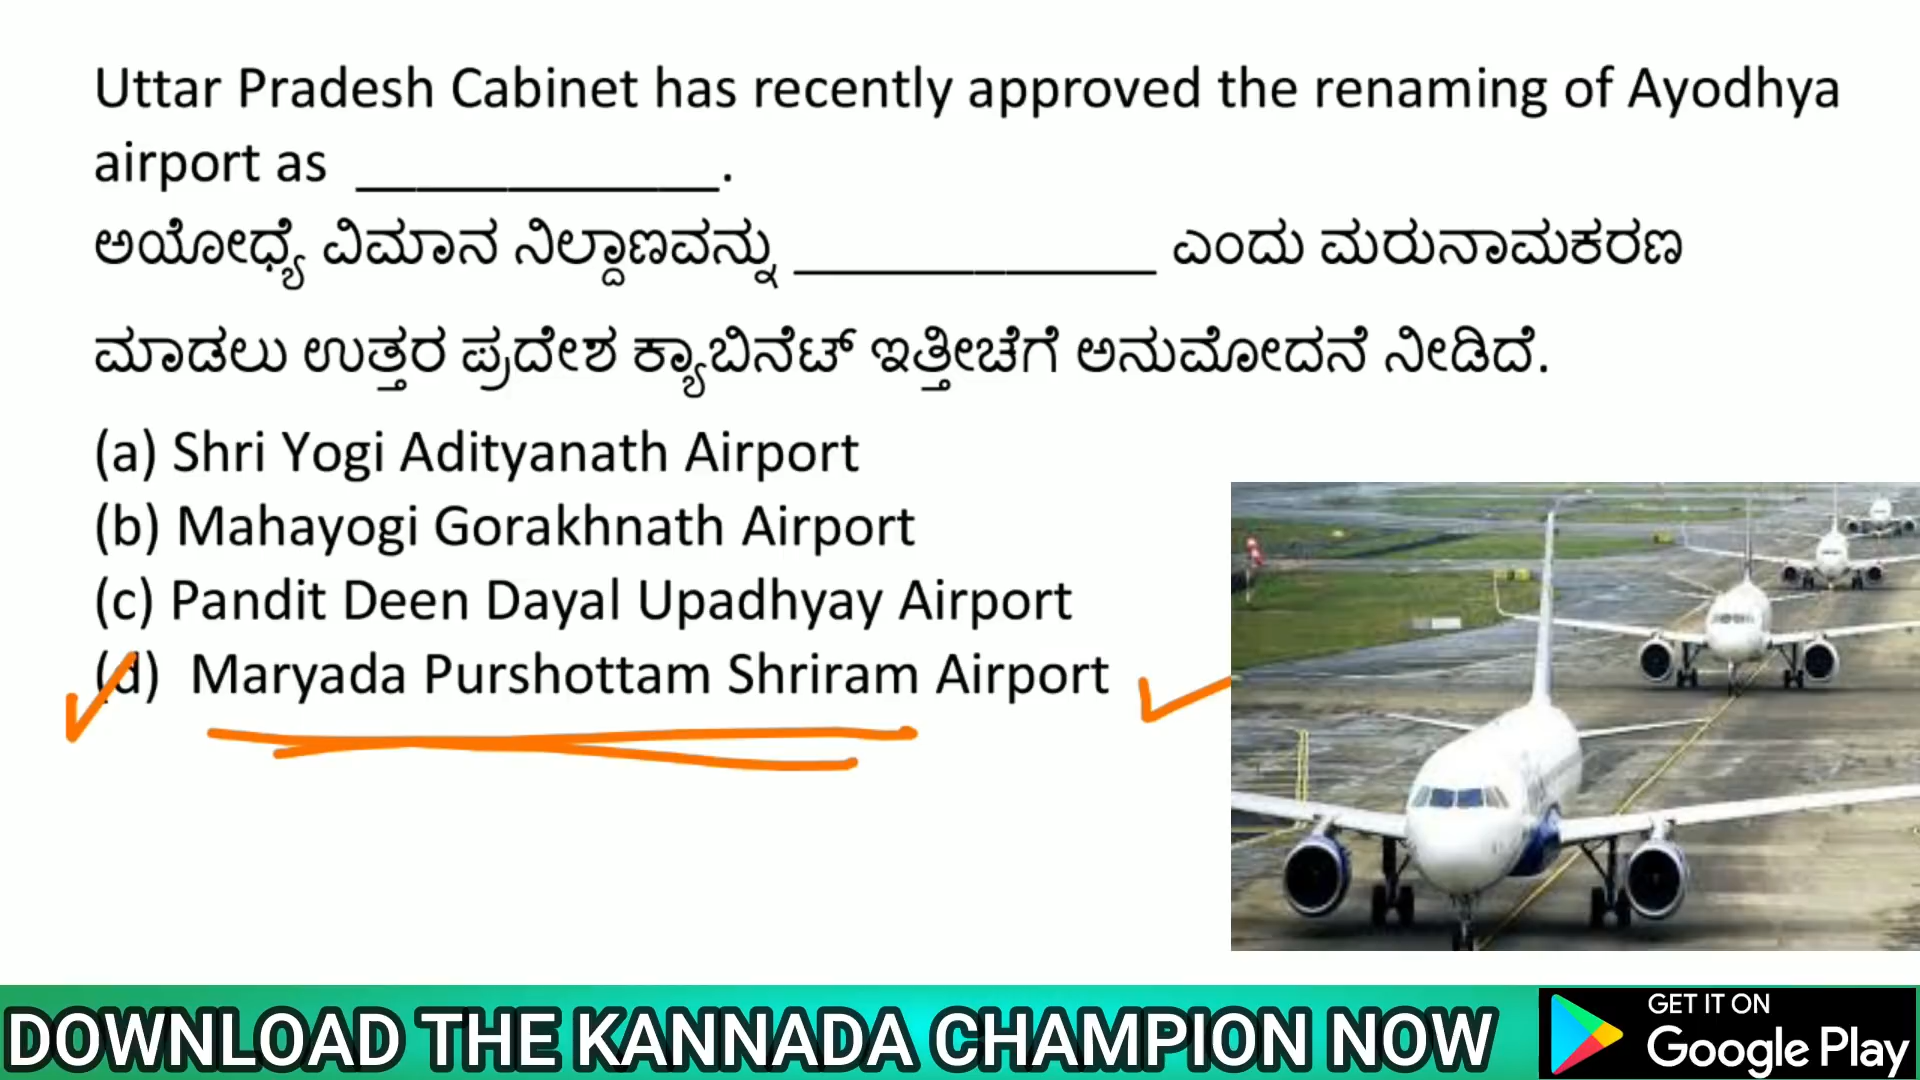 Uttar Pradesh Cabinet has recently approved the renaming of Ayodhya
airport as ____________.
ಅಯೋಧ್ಯೆ ವಿಮಾನ ನಿಲ್ದಾಣವನ್ನು ____________ ಎಂದು ಮರುನಾಮಕರಣ
ಮಾಡಲು ಉತ್ತರ ಪ್ರದೇಶ ಕ್ಯಾಬಿನೆಟ್ ಇತ್ತೀಚೆಗೆ ಅನುಮೋದನೆ ನೀಡಿದೆ.
(a) Shri Yogi Adityanath Airport
(b) Mahayogi Gorakhnath Airport
(c) Pandit Deen Dayal Upadhyay Airport
(d) Maryada Purshottam Shriram Airport
DOWNLOAD THE KANNADA CHAMPION NOW
GET IT ON
Google Play